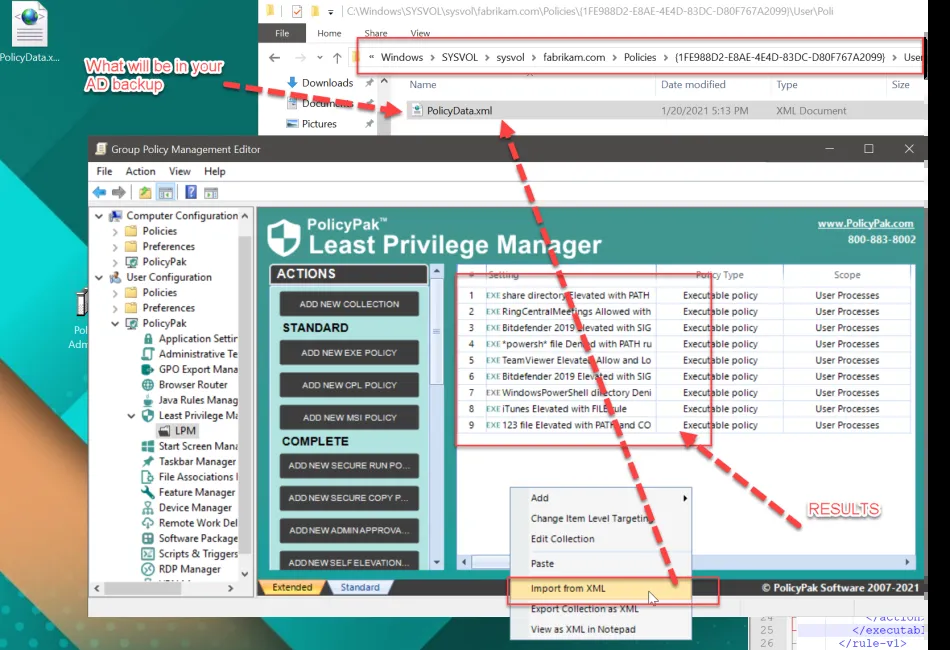 PolicyData.x...
What will be in your
AD backup
C:\Windows\SYSVOL\sysvol\fabrikam.com\Policies\{1FE988D2-E8AE-4E4D-83DC-D80F767A2099}\User\Poli
File Home Share View
« Windows > SYSVOL > sysvol > fabrikam.com > Policies > {1FE988D2-E8AE-4E4D-83DC-D80F767A2099} > User
Downloads
Documents
Pictures
Name Date modified Type Size
PolicyData.xml 1/20/2021 5:13 PM XML Document
Group Policy Management Editor
File Action View Help
Computer Configuration
Policies
Preferences
PolicyPak
User Configuration
Policies
Preferences
PolicyPak
Application Settin
Administrative Te
GPO Export Mana
Browser Router
Java Rules Manag
Least Privilege Ma
LPM
Start Screen Mana
Taskbar Manager
File Associations
Feature Manager
Device Manager
Remote Work Del
Software Package
Scripts & Triggers
RDP Manager
PolicyPak™
Least Privilege Manager
www.PolicyPak.com
800-883-8002
ACTIONS
ADD NEW COLLECTION
STANDARD
ADD NEW EXE POLICY
ADD NEW CPL POLICY
ADD NEW MSI POLICY
COMPLETE
ADD NEW SECURE RUN PO...
ADD NEW SECURE COPY P...
ADD NEW ADMIN APPROVA...
ADD NEW SELF ELEVATION...
# Setting Policy Type Scope
1 EXE share directory Elevated with PATH Executable policy User Processes
2 EXE RingCentralMeetings Allowed with Executable policy User Processes
3 EXE Bitdefender 2019 Elevated with SIG Executable policy User Processes
4 EXE *powersh* file Denied with PATH ru Executable policy User Processes
5 EXE TeamViewer Elevated Allow and Lo Executable policy User Processes
6 EXE Bitdefender 2019 Elevated with SIG Executable policy User Processes
7 EXE WindowsPowerShell directory Deni Executable policy User Processes
8 EXE iTunes Elevated with FILE rule Executable policy User Processes
9 EXE 123 file Elevated with PATH and CO Executable policy User Processes
RESULTS
Add
Change Item Level Targeting
Edit Collection
Paste
Import from XML
Export Collection as XML
View as XML in Notepad
Extended Standard
© PolicyPak Software 2007-2021
25 </executabl
26 </rule-v1>